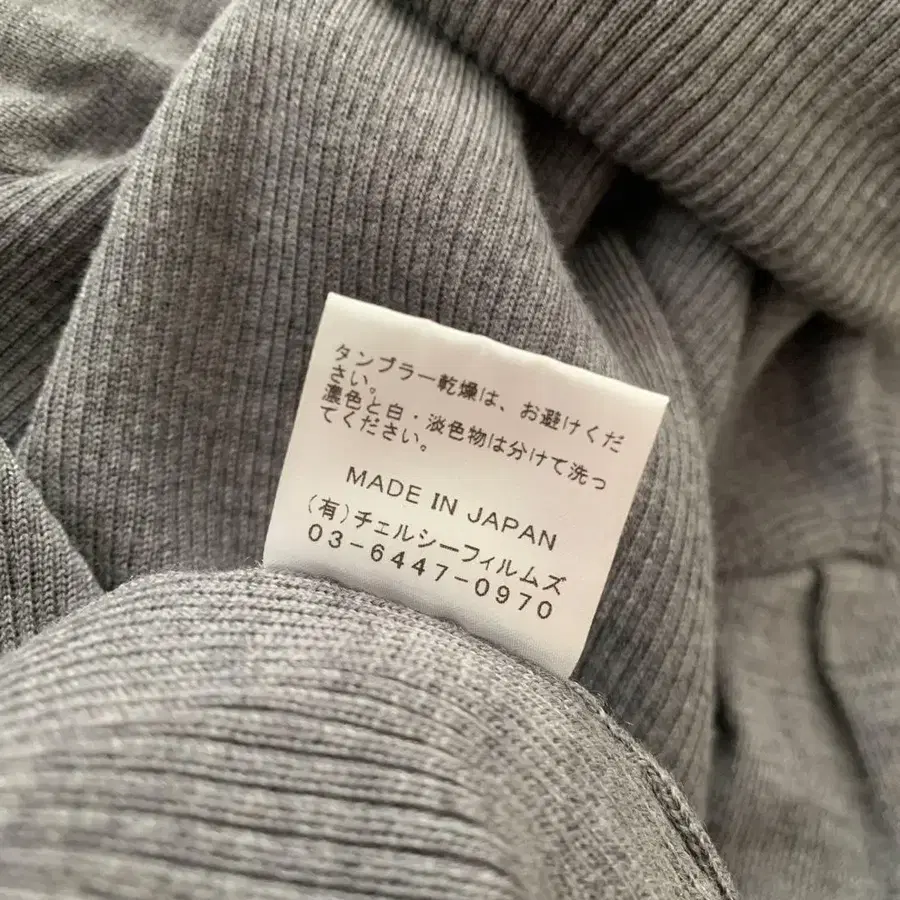 タンブラー乾燥は、お避けくだ
さい。
濃色と白・淡色物は分けて洗っ
てください。
MADE IN JAPAN
(有)チェルシーフィルムズ
03-6447-0970